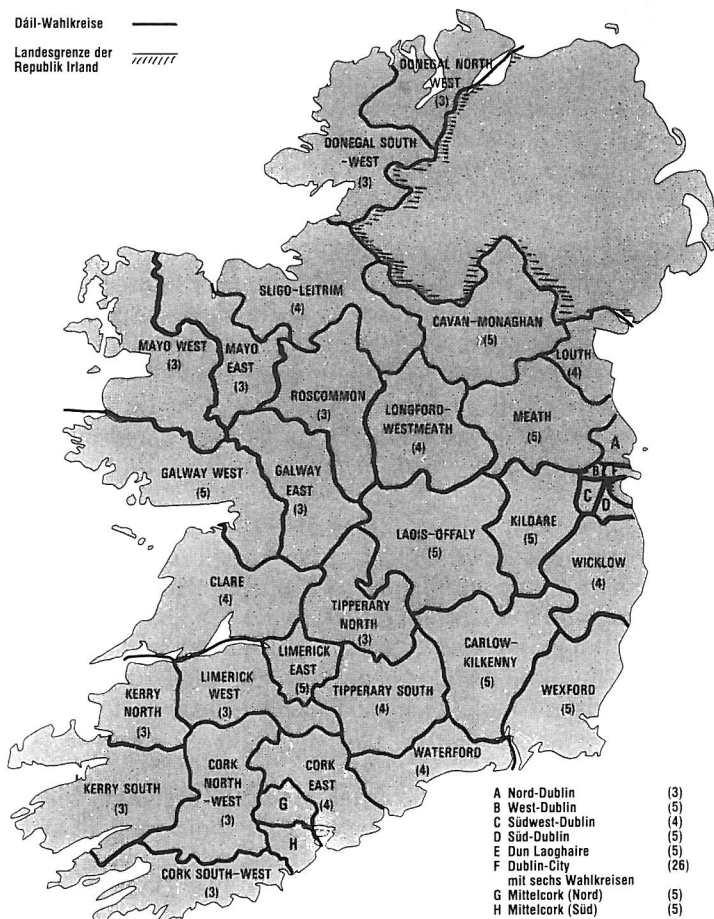 Dáil-Wahlkreise
Landesgrenze der
Republik Irland
DONEGAL NORTH
WEST
(3)
DONEGAL SOUTH
-WEST
(3)
SLIGO-LEITRIM
(4)
CAVAN-MONAGHAN
(5)
LOUTH
(4)
MAYO WEST
(3)
MAYO
EAST
(3)
ROSCOMMON
(3)
LONGFORD-
WESTMEATH
(4)
MEATH
(5)
A
B
F
C
D
GALWAY WEST
(5)
GALWAY
EAST
(3)
LAOIS-OFFALY
(5)
KILDARE
(5)
WICKLOW
(4)
CLARE
(4)
TIPPERARY
NORTH
(3)
LIMERICK
EAST
(5)
LIMERICK
WEST
(3)
TIPPERARY SOUTH
(4)
CARLOW-
KILKENNY
(5)
WEXFORD
(5)
KERRY
NORTH
(3)
WATERFORD
(4)
KERRY SOUTH
(3)
CORK
NORTH
-WEST
(3)
CORK
EAST
(4)
G
H
CORK SOUTH-WEST
(3)
A Nord-Dublin (3)
B West-Dublin (5)
C Südwest-Dublin (4)
D Süd-Dublin (5)
E Dun Laoghaire (5)
F Dublin-City (26)
mit sechs Wahlkreisen
G Mittelcork (Nord) (5)
H Mittelcork (Süd) (5)